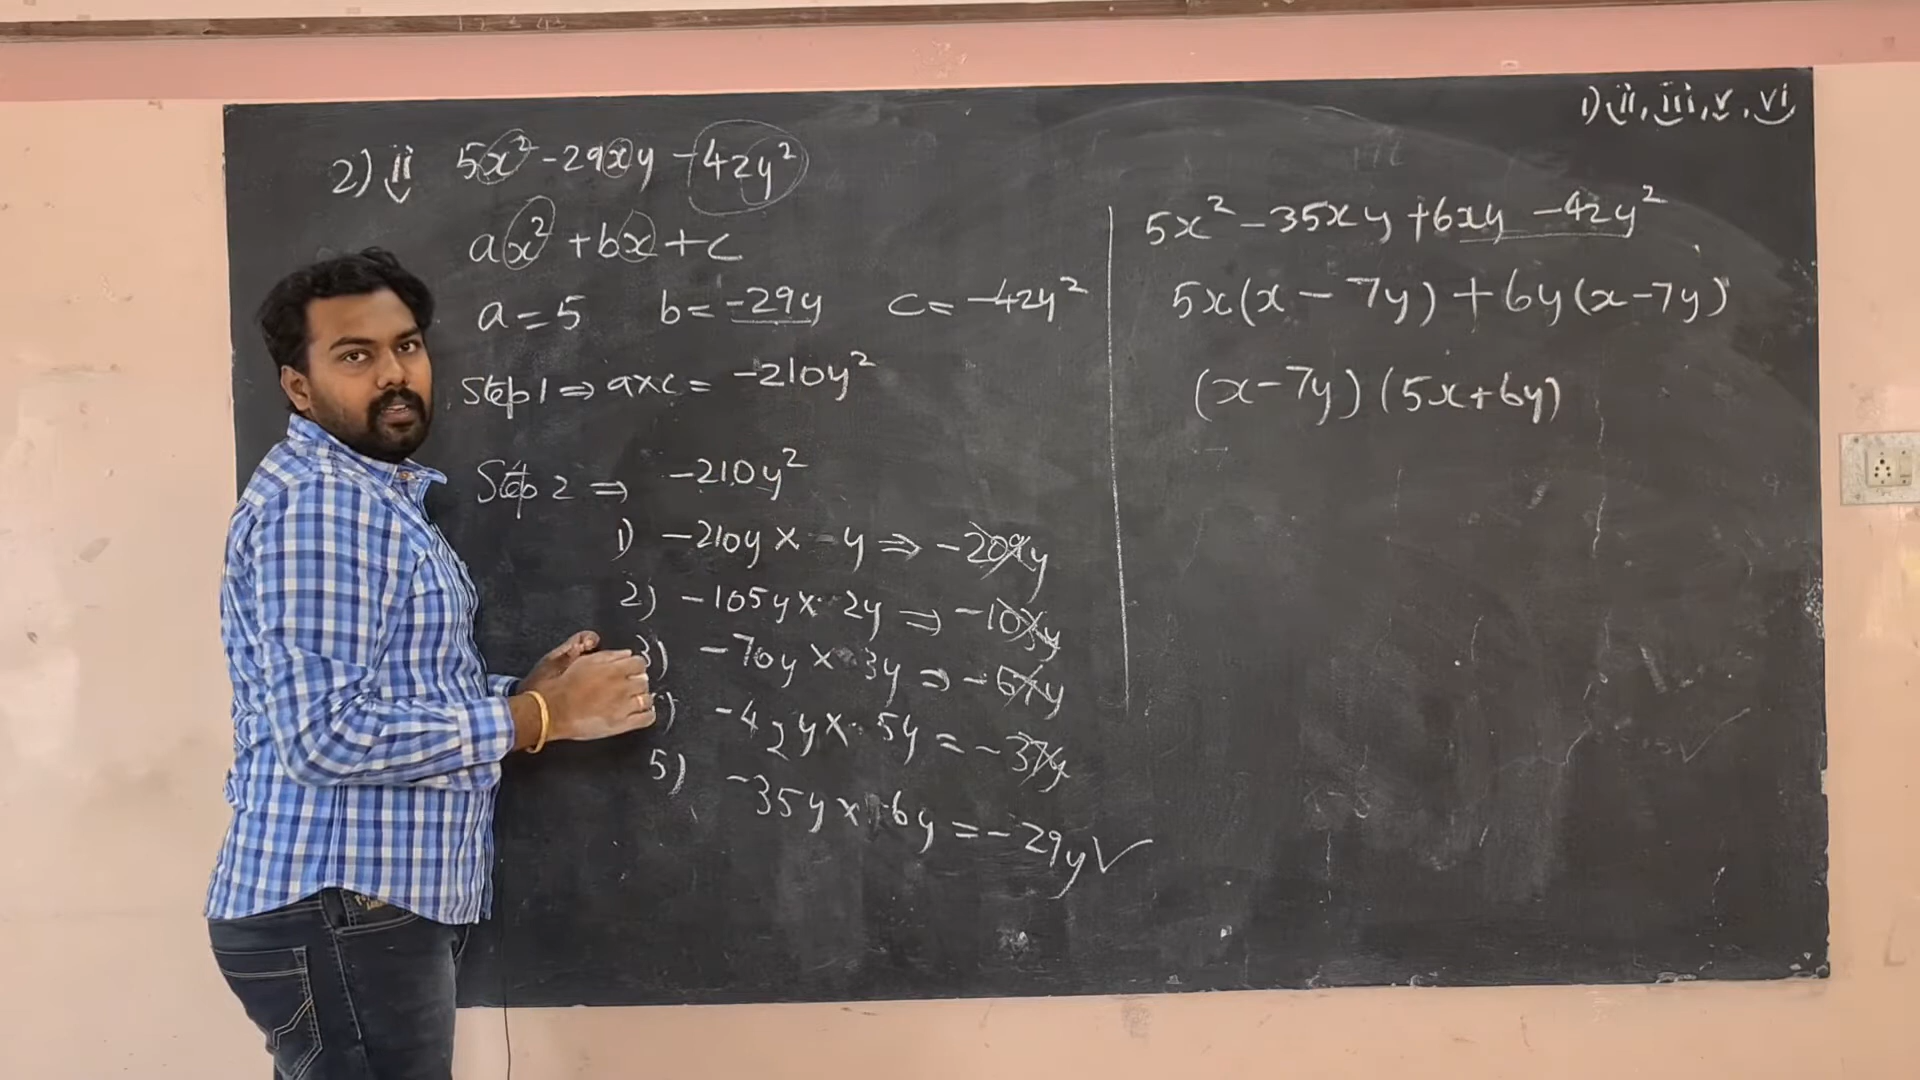 2) ii 5x² - 29xy - 42y²
ax² + bx + c
a = 5 b = -29y c = -42y²
Step 1 ⇒ a×c = -210y²
Step 2 ⇒ -210y²
1) -210y × y ⇒ -209y
2) -105y × 2y ⇒ -103y
3) -70y × 3y ⇒ -67y
-42y × 5y = -37y
5) -35y × 6y = -29y ✓
1) ii, iii, v, vi
5x² - 35xy + 6xy - 42y²
5x(x - 7y) + 6y(x - 7y)
(x - 7y) (5x + 6y)